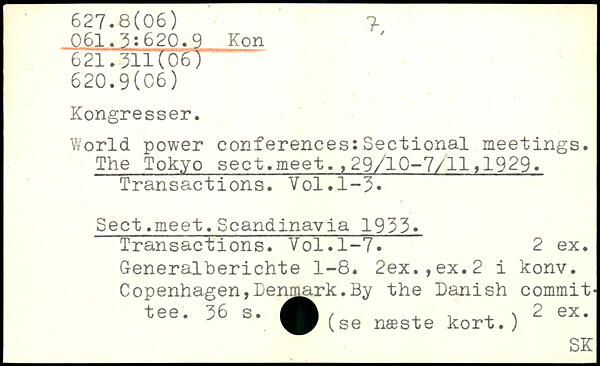 627.8(06)
7,
061.3:620.9 Kon
621.311(06)
620.9(06)
Kongresser.
World power conferences:Sectional meetings.
The Tokyo sect.meet.,29/10-7/11,1929.
Transactions. Vol.1-3.
Sect.meet.Scandinavia 1933.
Transactions. Vol.1-7. 2 ex.
Generalberichte 1-8. 2ex.,ex.2 i konv.
Copenhagen,Denmark.By the Danish commit-
tee. 36 s. 2 ex.
(se næste kort.)
SK